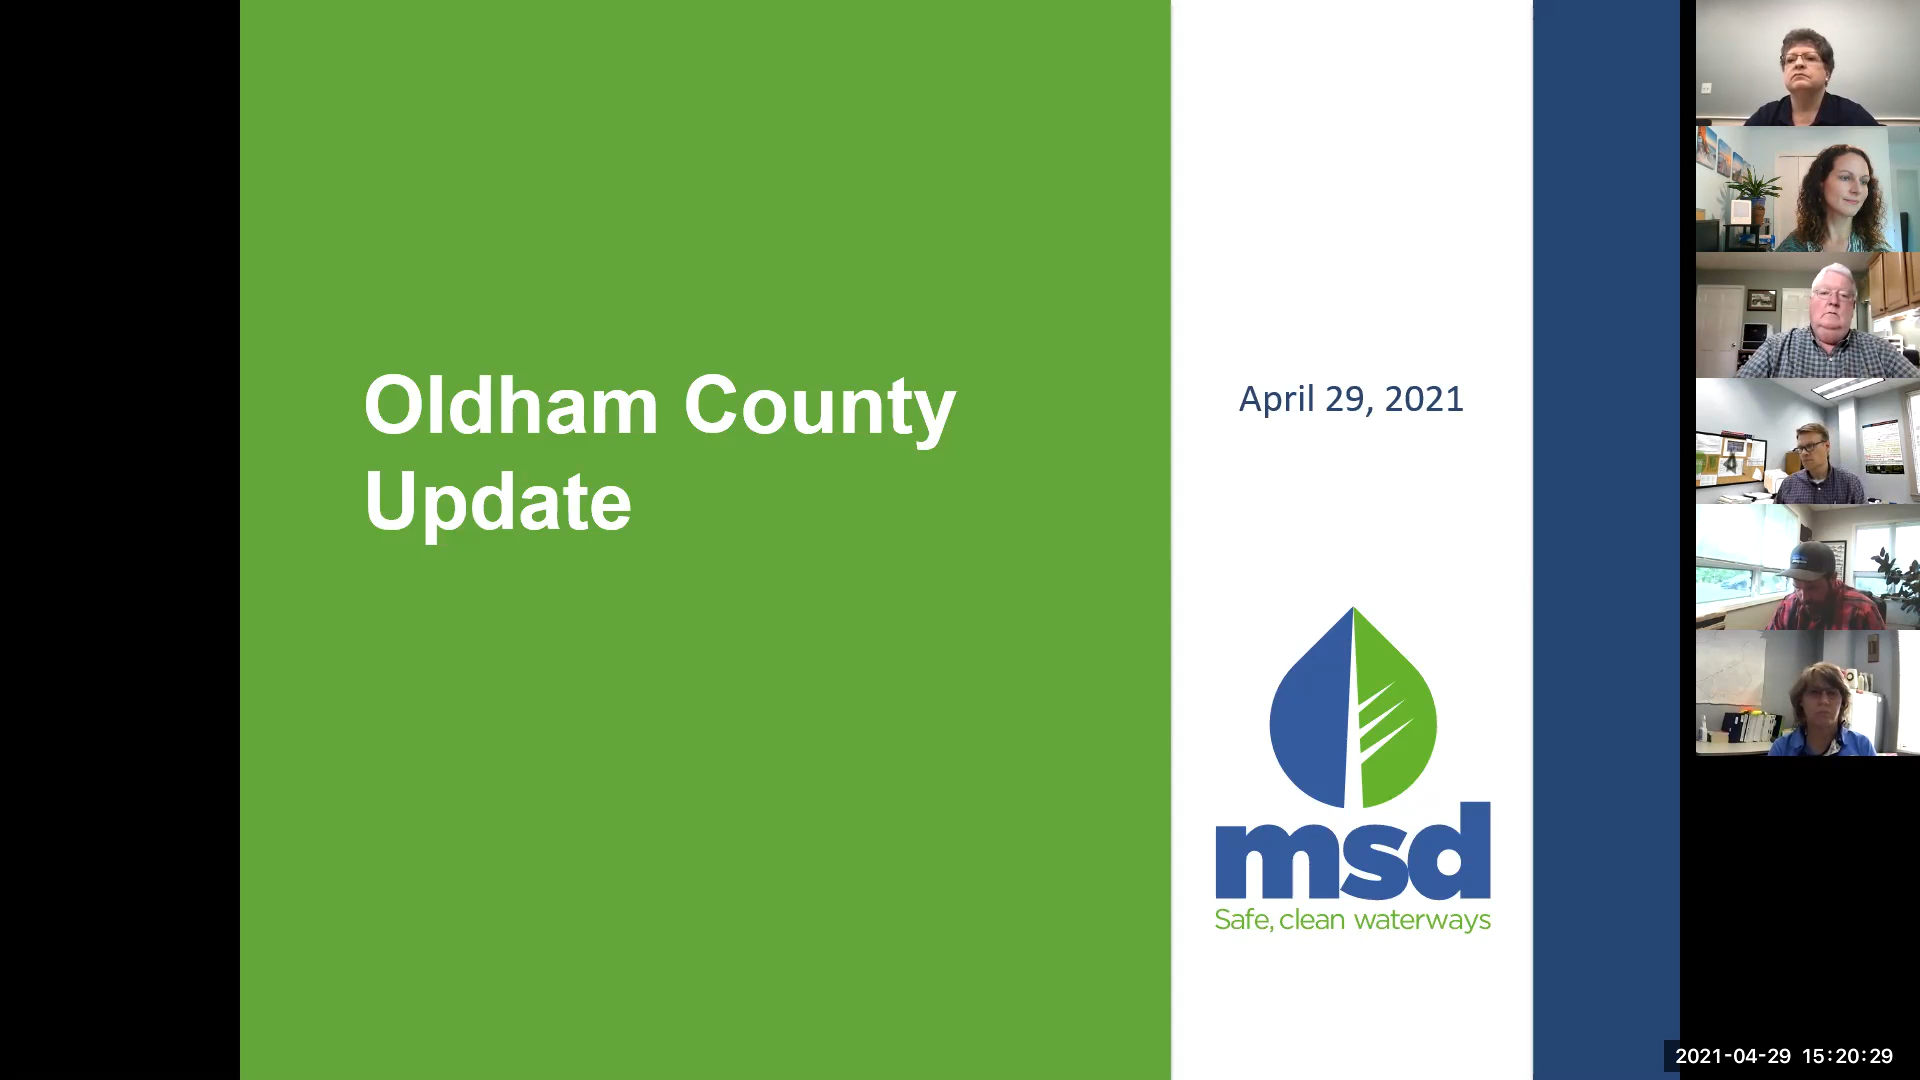 Oldham County
Update
April 29, 2021
msd
Safe, clean waterways
2021-04-29 15:20:29